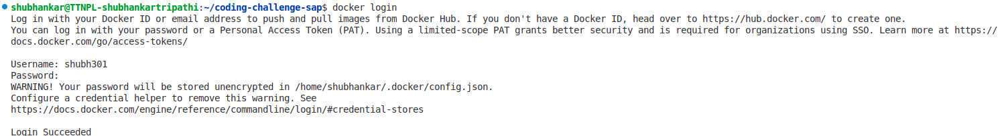 shubhankar@TTNPL-shubhankartripathi:~/coding-challenge-sap$ docker login
Log in with your Docker ID or email address to push and pull images from Docker Hub. If you don't have a Docker ID, head over to https://hub.docker.com/ to create one.
You can log in with your password or a Personal Access Token (PAT). Using a limited-scope PAT grants better security and is required for organizations using SSO. Learn more at https://
docs.docker.com/go/access-tokens/
Username: shubh301
Password:
WARNING! Your password will be stored unencrypted in /home/shubhankar/.docker/config.json.
Configure a credential helper to remove this warning. See
https://docs.docker.com/engine/reference/commandline/login/#credential-stores
Login Succeeded